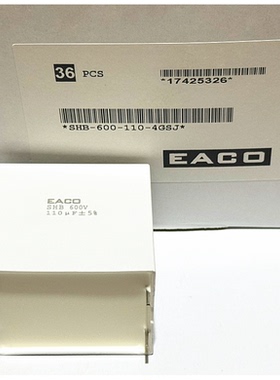 36 PCS
*17425326*
*SHB-600-110-4GSJ*
EACO
EACO
SHB 600V
110µF±5%